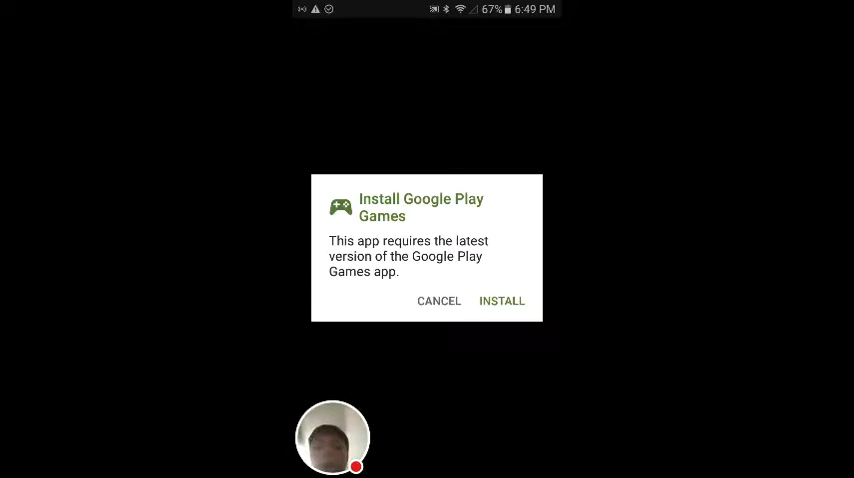 67% 6:49 PM
Install Google Play
Games
This app requires the latest
version of the Google Play
Games app.
CANCEL INSTALL